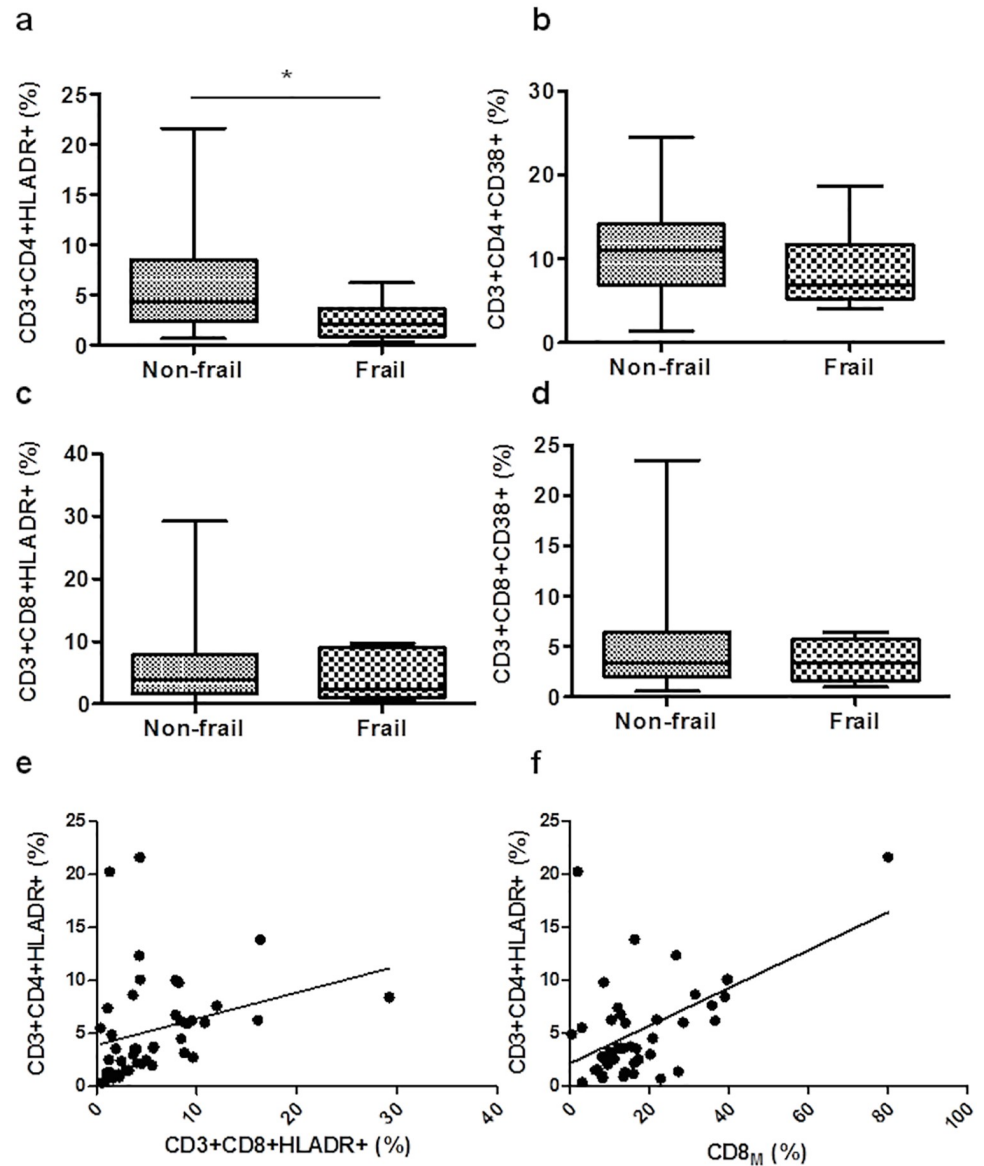 a
CD3+CD4+HLADR+ (%)
25
20
15
10
5
0
*
Non-frail
Frail
b
CD3+CD4+CD38+ (%)
30
20
10
0
Non-frail
Frail
c
CD3+CD8+HLADR+ (%)
40
30
20
10
0
Non-frail
Frail
d
CD3+CD8+CD38+ (%)
25
20
15
10
5
0
Non-frail
Frail
e
CD3+CD4+HLADR+ (%)
25
20
15
10
5
0
0 10 20 30 40
CD3+CD8+HLADR+ (%)
f
CD3+CD4+HLADR+ (%)
25
20
15
10
5
0
0 20 40 60 80 100
CD8M (%)